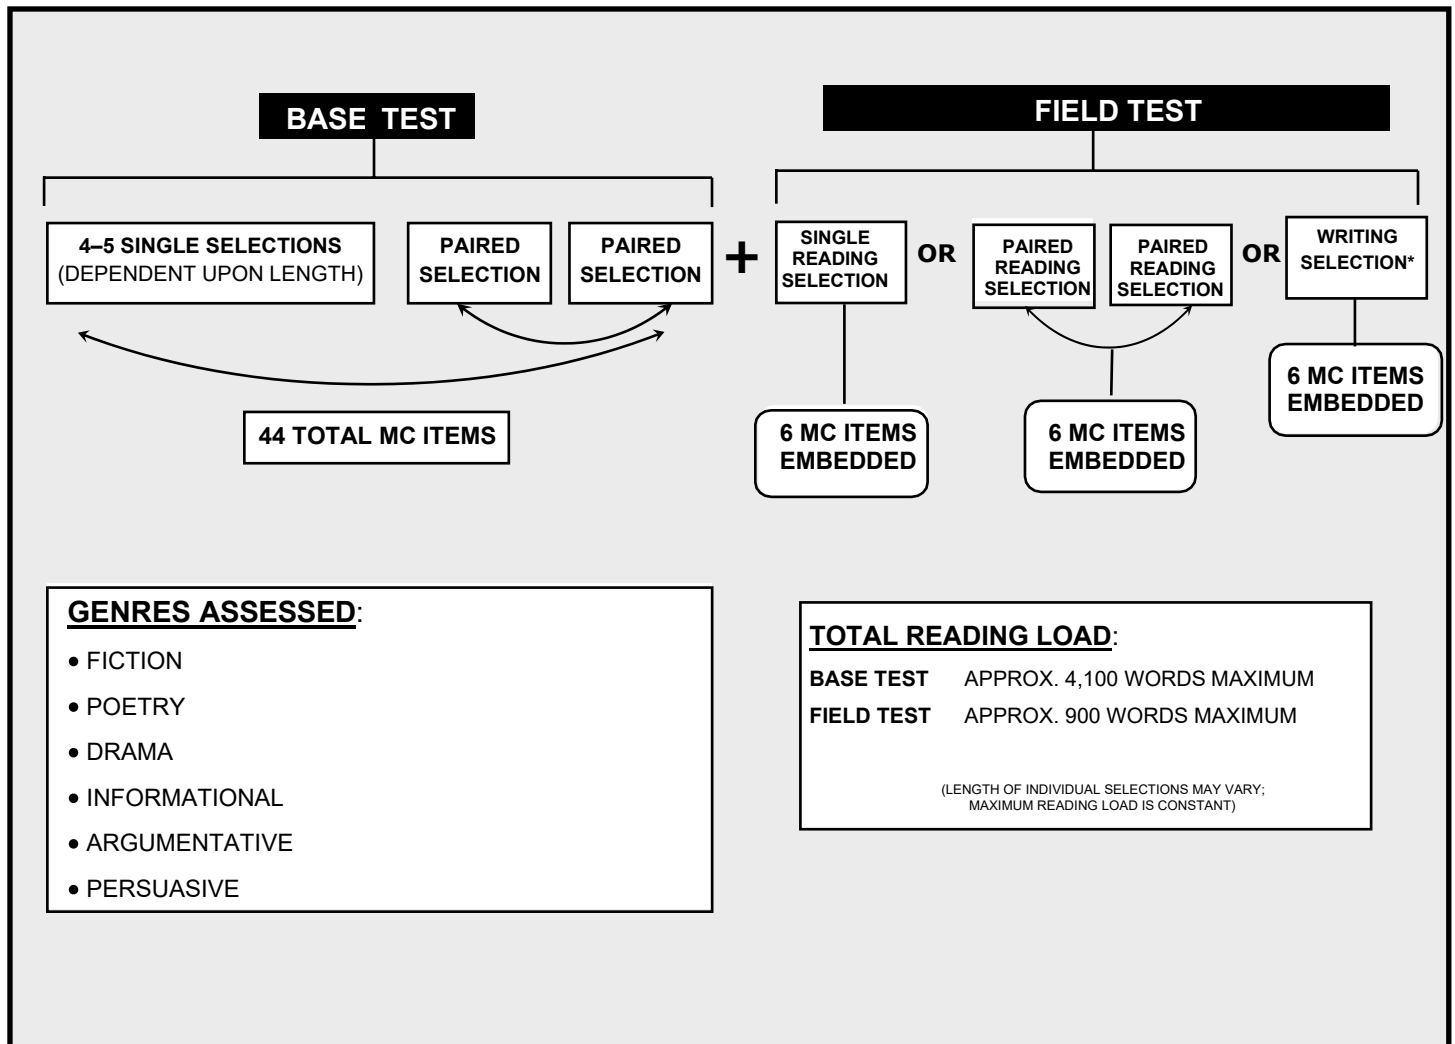 BASE TEST
FIELD TEST
4–5 SINGLE SELECTIONS
(DEPENDENT UPON LENGTH)
PAIRED
SELECTION
PAIRED
SELECTION
+
SINGLE
READING
SELECTION
OR
PAIRED
READING
SELECTION
PAIRED
READING
SELECTION
OR
WRITING
SELECTION*
44 TOTAL MC ITEMS
6 MC ITEMS
EMBEDDED
6 MC ITEMS
EMBEDDED
6 MC ITEMS
EMBEDDED
GENRES ASSESSED:
• FICTION
• POETRY
• DRAMA
• INFORMATIONAL
• ARGUMENTATIVE
• PERSUASIVE
TOTAL READING LOAD:
BASE TEST APPROX. 4,100 WORDS MAXIMUM
FIELD TEST APPROX. 900 WORDS MAXIMUM
(LENGTH OF INDIVIDUAL SELECTIONS MAY VARY;
MAXIMUM READING LOAD IS CONSTANT)